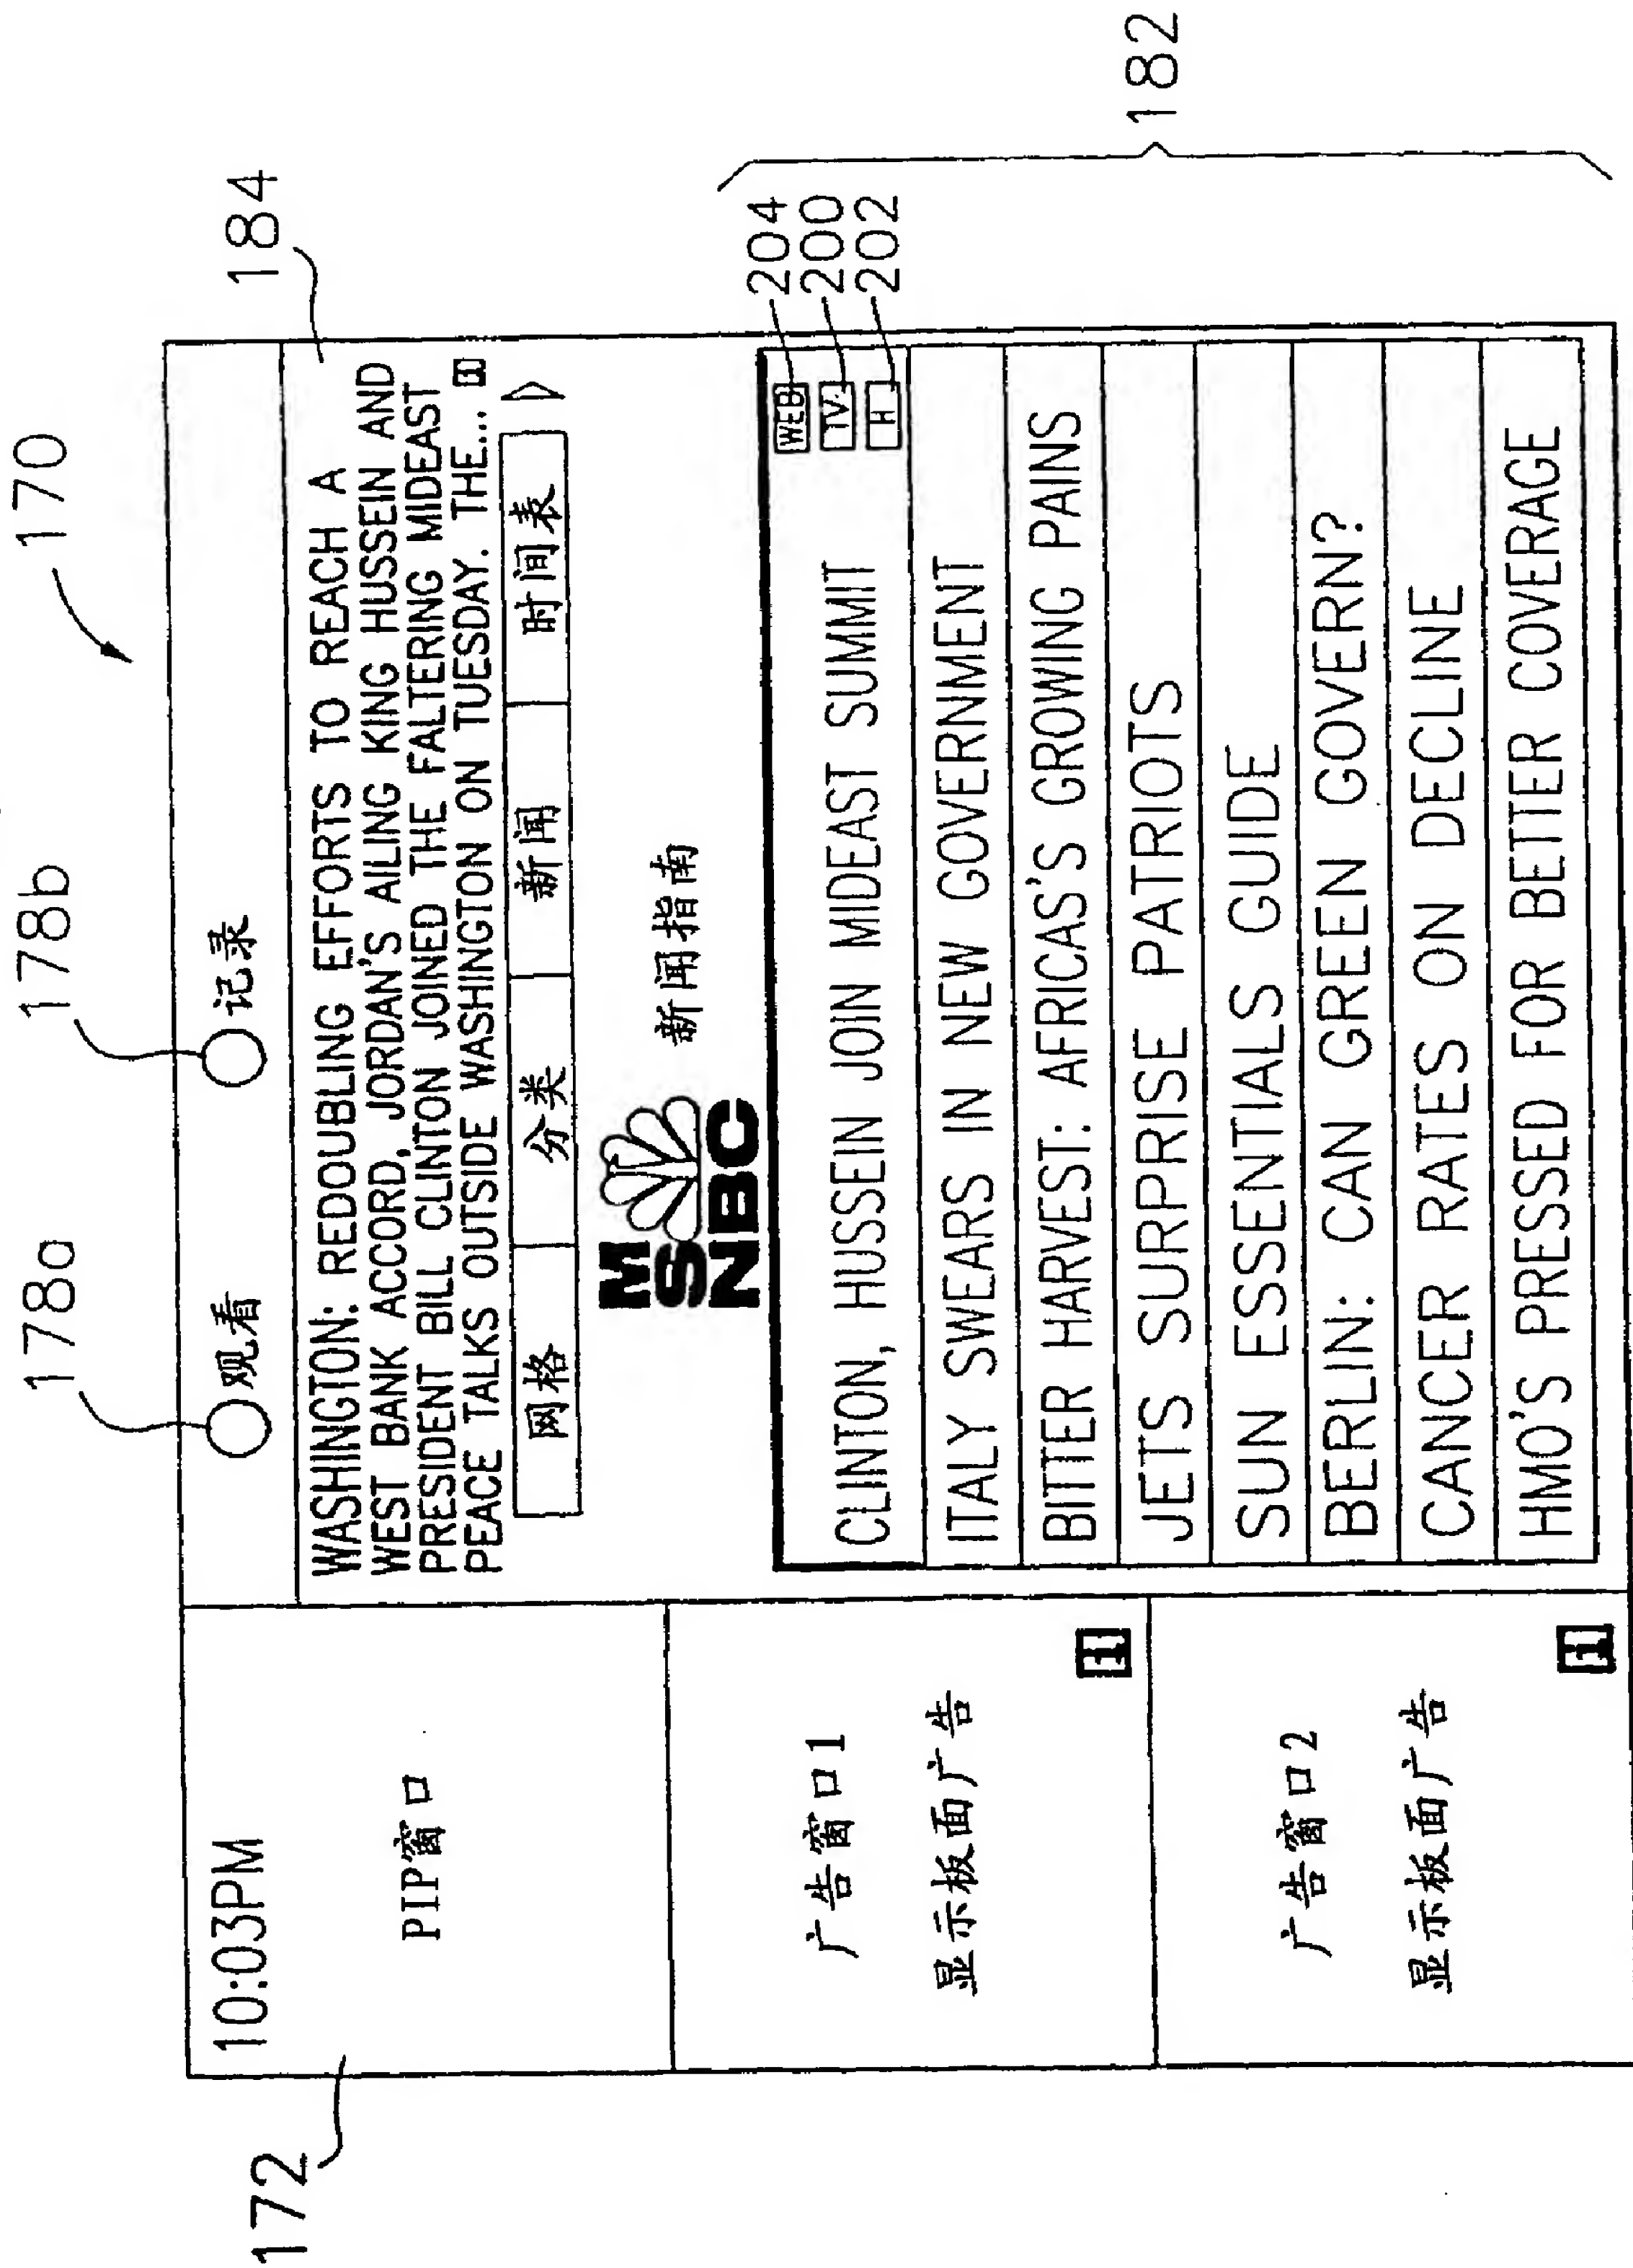 170
178a
178b
172
184
10:03PM
观看
记录
PIP窗口
WASHINGTON: REDOUBLING EFFORTS TO REACH A
WEST BANK ACCORD, JORDAN'S AILING KING HUSSEIN AND
PRESIDENT BILL CLINTON JOINED THE FALTERING MIDEAST
PEACE TALKS OUTSIDE WASHINGTON ON TUESDAY. THE... i
网格
分类
新闻
时间表
MSNBC
新闻指南
广告窗口1
显示板面广告
i
广告窗口2
显示板面广告
i
CLINTON, HUSSEIN JOIN MIDEAST SUMMIT
WEB
TV
H
204
200
202
ITALY SWEARS IN NEW GOVERNMENT
BITTER HARVEST: AFRICAS'S GROWING PAINS
JETS SURPRISE PATRIOTS
SUN ESSENTIALS GUIDE
BERLIN: CAN GREEN GOVERN?
CANCER RATES ON DECLINE
HMO'S PRESSED FOR BETTER COVERAGE
182